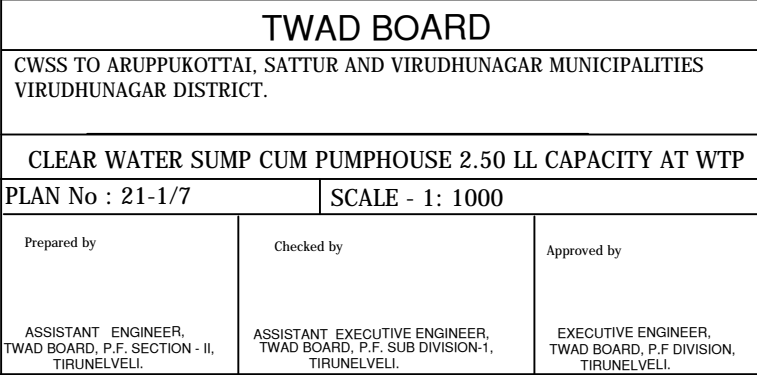 TWAD BOARD
CWSS TO ARUPPUKOTTAI, SATTUR AND VIRUDHUNAGAR MUNICIPALITIES
VIRUDHUNAGAR DISTRICT.
CLEAR WATER SUMP CUM PUMPHOUSE 2.50 LL CAPACITY AT WTP
PLAN No : 21-1/7
SCALE - 1: 1000
Prepared by
ASSISTANT ENGINEER,
TWAD BOARD, P.F. SECTION - II,
TIRUNELVELI.
Checked by
ASSISTANT EXECUTIVE ENGINEER,
TWAD BOARD, P.F. SUB DIVISION-1,
TIRUNELVELI.
Approved by
EXECUTIVE ENGINEER,
TWAD BOARD, P.F DIVISION,
TIRUNELVELI.